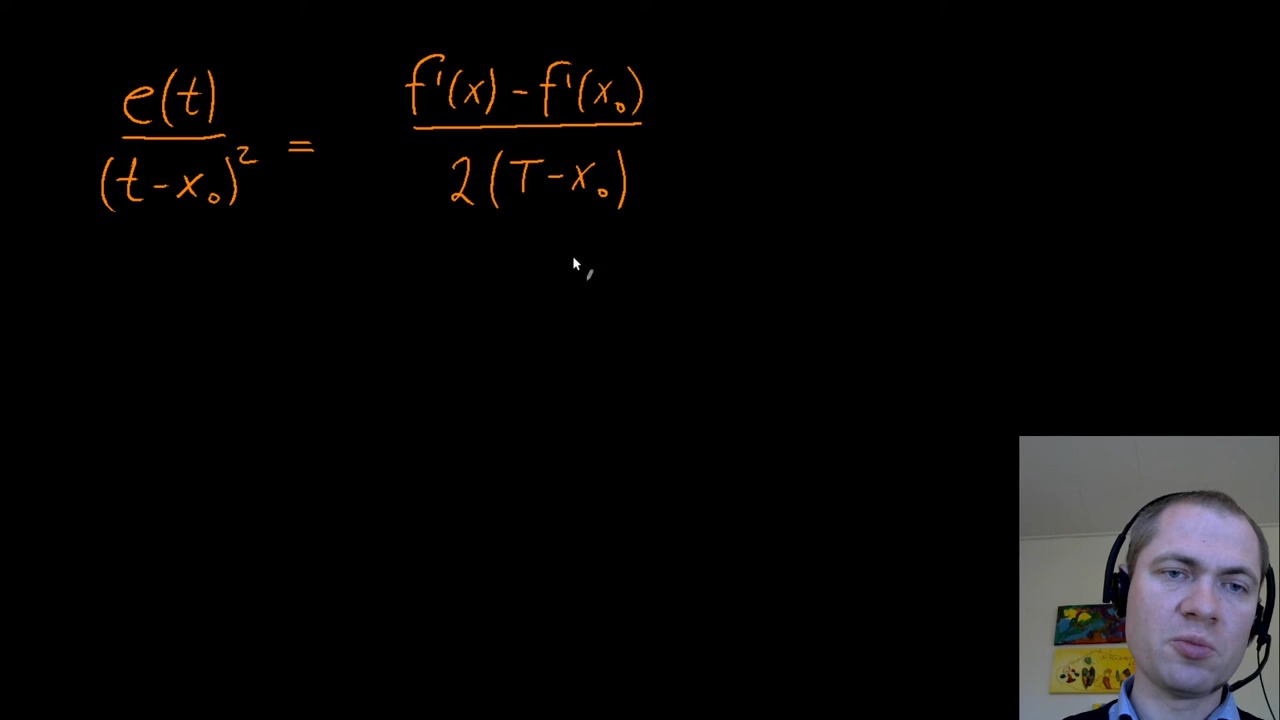 e(t)/(t-x₀)² = (f'(x) - f'(x₀))/(2(T-x₀))